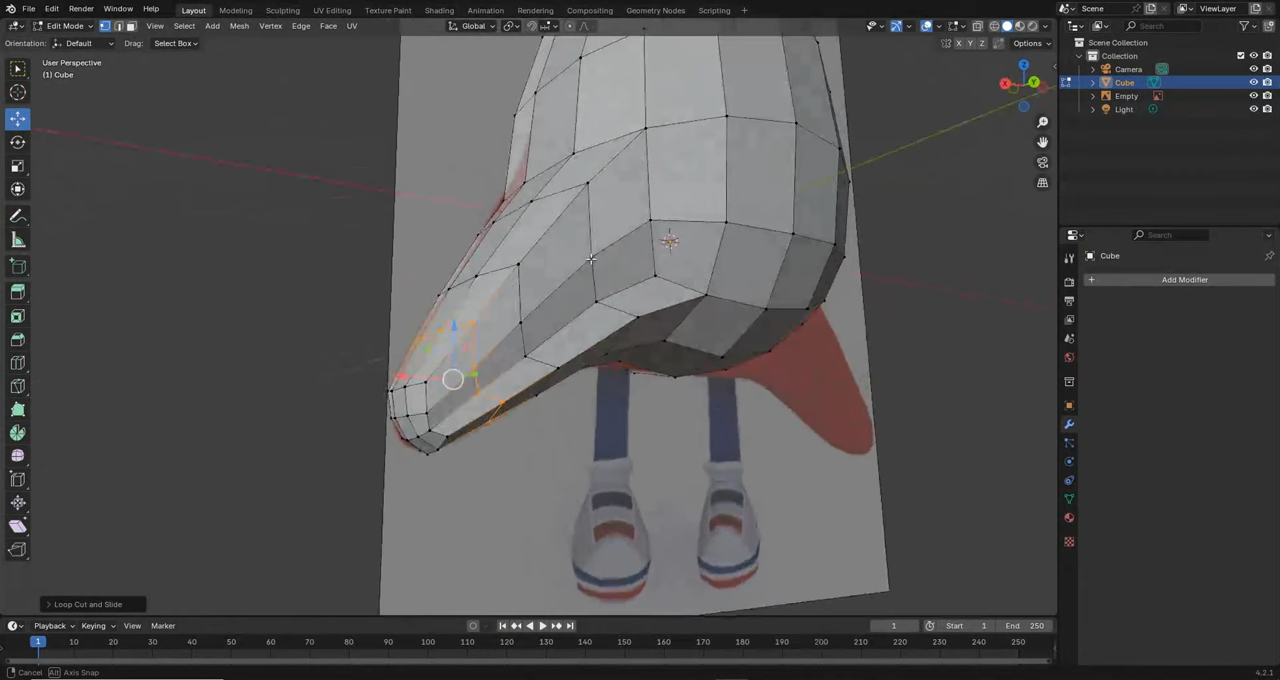 File Edit Render Window Help Layout Modeling Sculpting UV Editing Texture Paint Shading Animation Rendering Compositing Geometry Nodes Scripting Scene ViewLayer
Edit Mode View Select Add Mesh Vertex Edge Face UV Global Search
Orientation: Default Drag: Select Box X Y Z Options
Scene Collection
Collection
Camera
Cube
Empty
Light
User Perspective
(1) Cube
X Y Z
Search
Cube
+ Add Modifier
Loop Cut and Slide
Playback Keying View Marker 1 Start 1 End 250
1 10 20 30 40 50 60 70 80 90 100 110 120 130 140 150 160 170 180 190 200 210 220 230 240 250
Cancel Alt Axis Snap 4.2.1